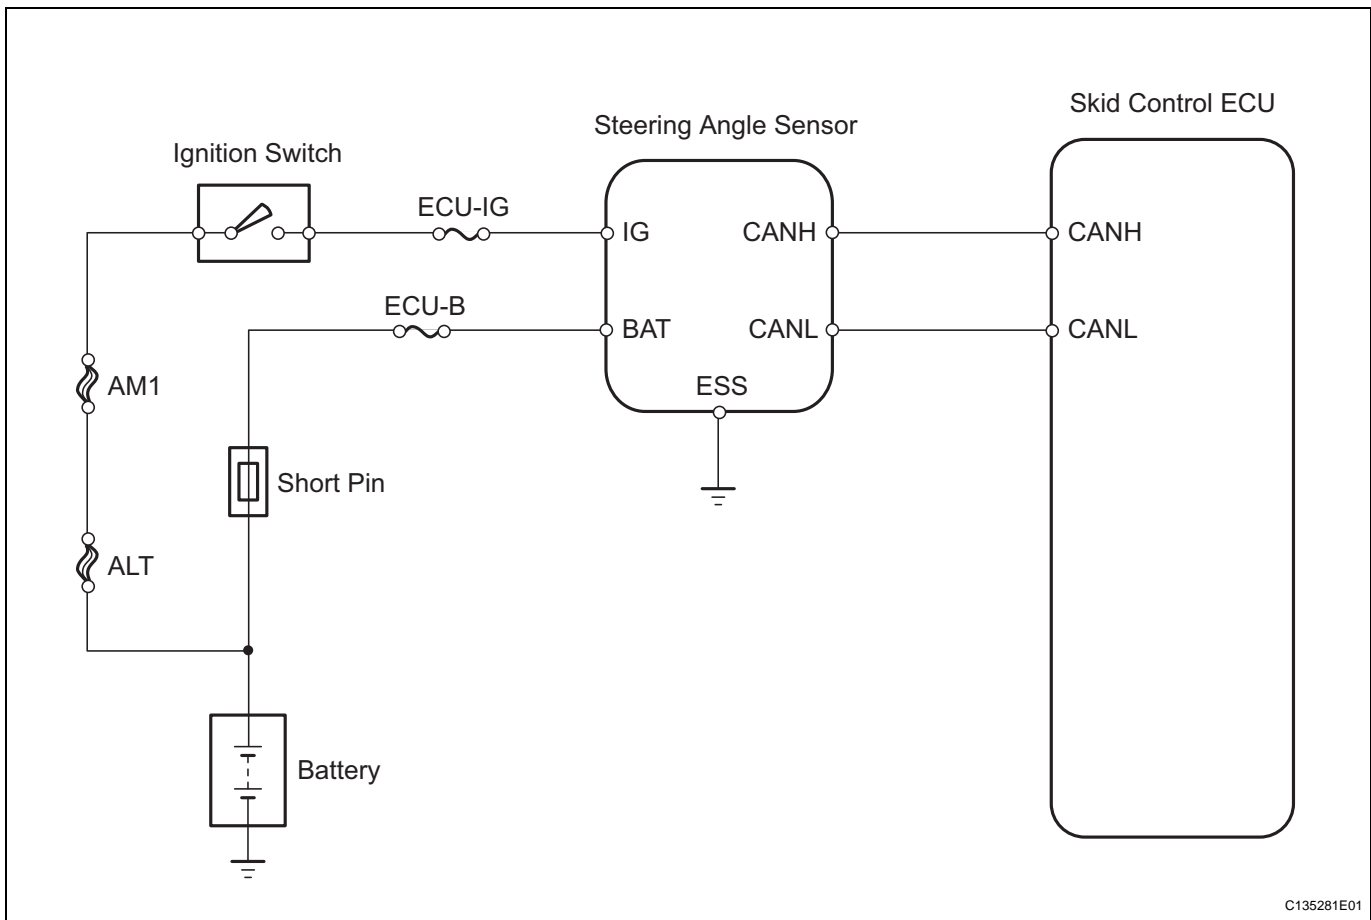 Skid Control ECU
Steering Angle Sensor
Ignition Switch
ECU-IG
IG
CANH
CANH
ECU-B
BAT
CANL
CANL
ESS
AM1
Short Pin
ALT
Battery
C135281E01